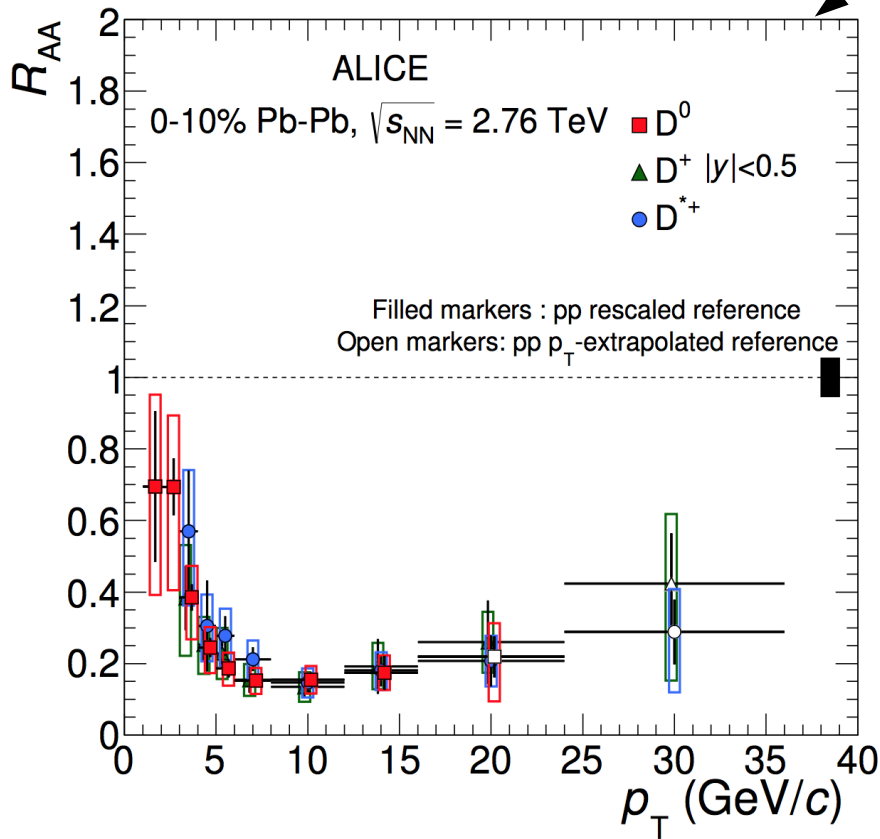 2
1.8
1.6
1.4
1.2
1
0.8
0.6
0.4
0.2
0
R_AA
ALICE
0-10% Pb-Pb, √s_NN = 2.76 TeV
D^0
D^+ |y|<0.5
D^*+
Filled markers : pp rescaled reference
Open markers: pp p_T-extrapolated reference
0 5 10 15 20 25 30 35 40
p_T (GeV/c)